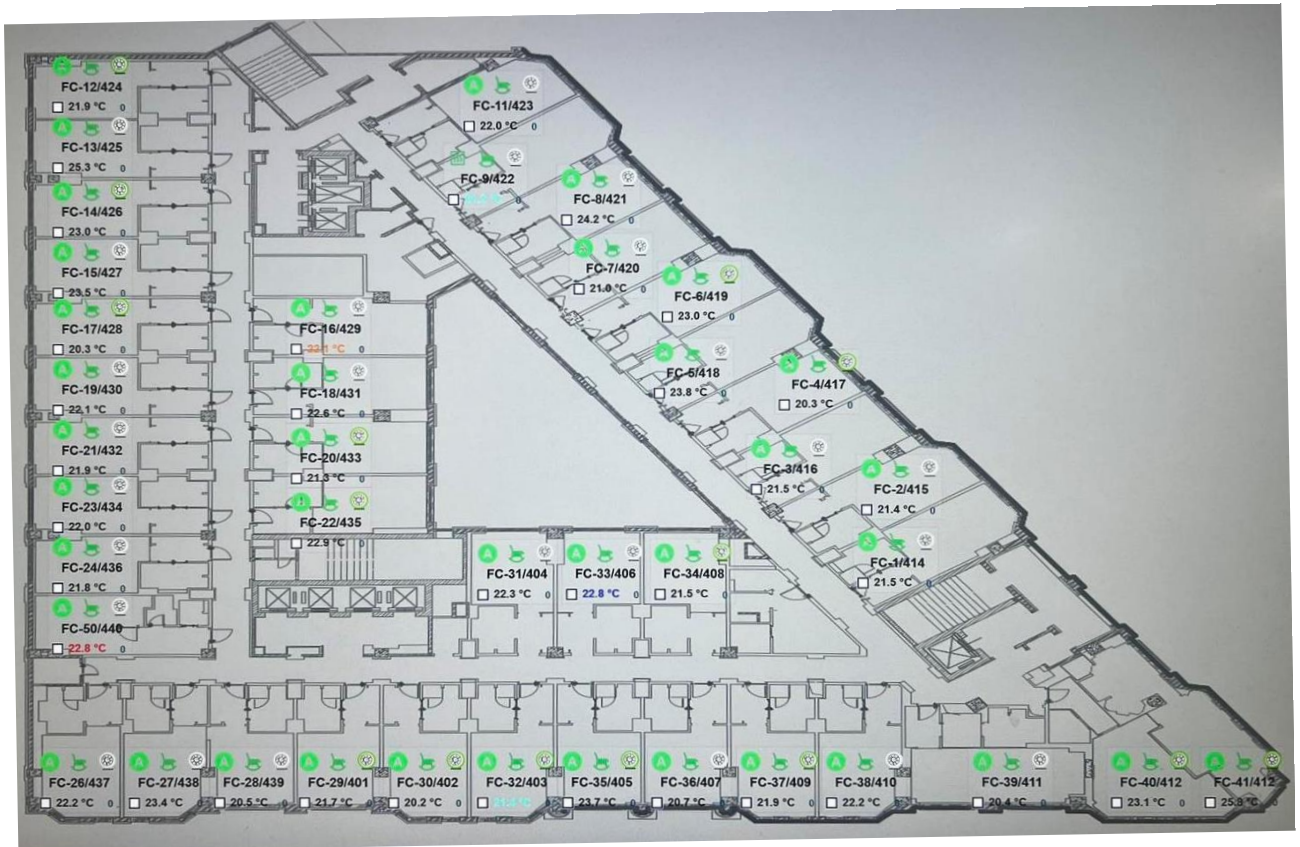 A
FC-12/424
21.9 °C 0
A
FC-13/425
25.3 °C 0
A
FC-14/426
23.0 °C 0
A
FC-15/427
23.5 °C 0
A
FC-17/428
20.3 °C 0
A
FC-19/430
22.1 °C 0
A
FC-21/432
21.9 °C 0
A
FC-23/434
22.0 °C 0
A
FC-24/436
21.8 °C 0
A
FC-50/440
22.8 °C 0
A
FC-16/429
22.1 °C 0
A
FC-18/431
22.6 °C 0
A
FC-20/433
21.3 °C 0
A
FC-22/435
22.9 °C 0
A
FC-11/423
22.0 °C 0
FC-9/422
0
A
FC-8/421
24.2 °C 0
A
FC-7/420
21.0 °C 0
A
FC-6/419
23.0 °C 0
A
FC-5/418
23.8 °C 0
A
FC-4/417
20.3 °C 0
A
FC-3/416
21.5 °C 0
A
FC-2/415
21.4 °C 0
A
FC-1/414
21.5 °C 0
A
FC-31/404
22.3 °C 0
A
FC-33/406
22.8 °C 0
A
FC-34/408
21.5 °C 0
A
FC-26/437
22.2 °C 0
A
FC-27/438
23.4 °C 0
A
FC-28/439
20.5 °C 0
A
FC-29/401
21.7 °C 0
A
FC-30/402
20.2 °C 0
A
FC-32/403
0
A
FC-35/405
23.7 °C 0
A
FC-36/407
20.7 °C 0
A
FC-37/409
21.9 °C 0
A
FC-38/410
22.2 °C 0
A
FC-39/411
20.4 °C 0
A
FC-40/412
23.1 °C 0
A
FC-41/412
°C 0